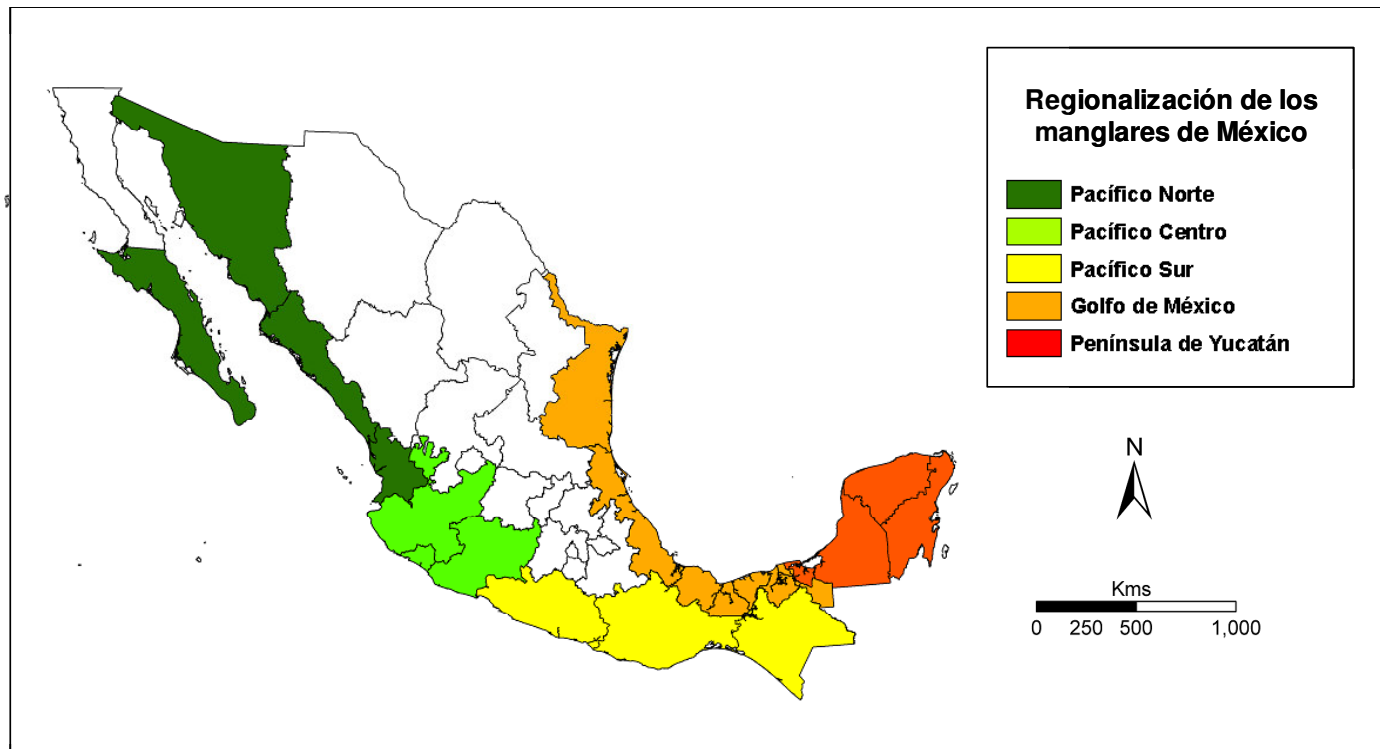 Regionalización de los
manglares de México
Pacífico Norte
Pacífico Centro
Pacífico Sur
Golfo de México
Península de Yucatán
N
Kms
0 250 500 1,000